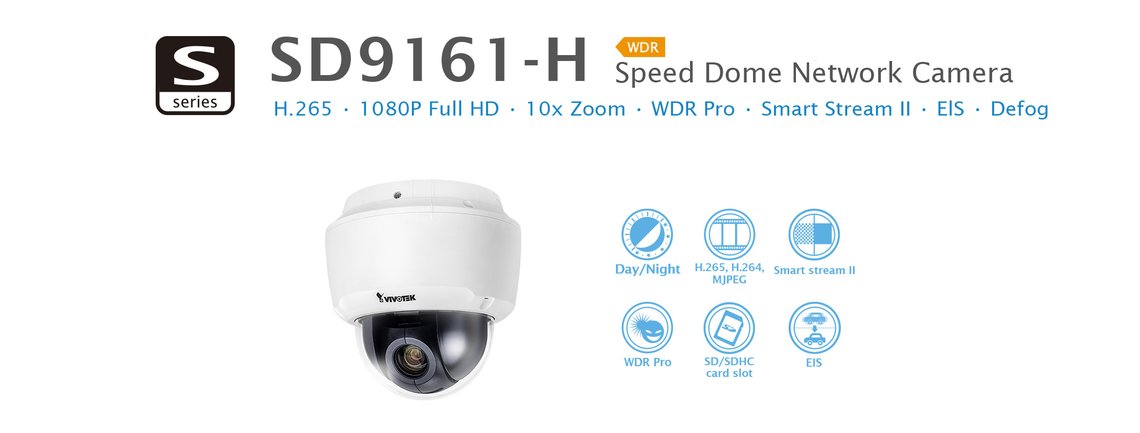 S
series
SD9161-H
WDR
Speed Dome Network Camera
H.265 · 1080P Full HD · 10x Zoom · WDR Pro · Smart Stream II · EIS · Defog
VIVOTEK
Day/Night
H.265, H.264,
MJPEG
Smart stream II
WDR Pro
SD
SD/SDHC
card slot
EIS